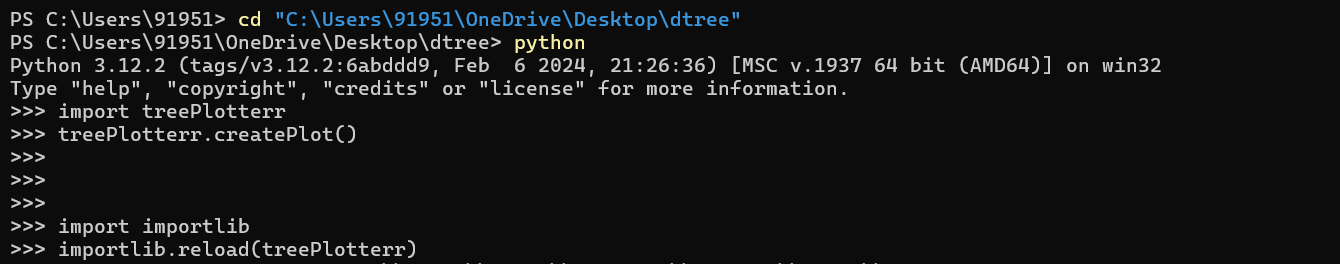 PS C:\Users\91951> cd "C:\Users\91951\OneDrive\Desktop\dtree"
PS C:\Users\91951\OneDrive\Desktop\dtree> python
Python 3.12.2 (tags/v3.12.2:6abddd9, Feb  6 2024, 21:26:36) [MSC v.1937 64 bit (AMD64)] on win32
Type "help", "copyright", "credits" or "license" for more information.
>>> import treePlotterr
>>> treePlotterr.createPlot()
>>>
>>>
>>>
>>> import importlib
>>> importlib.reload(treePlotterr)